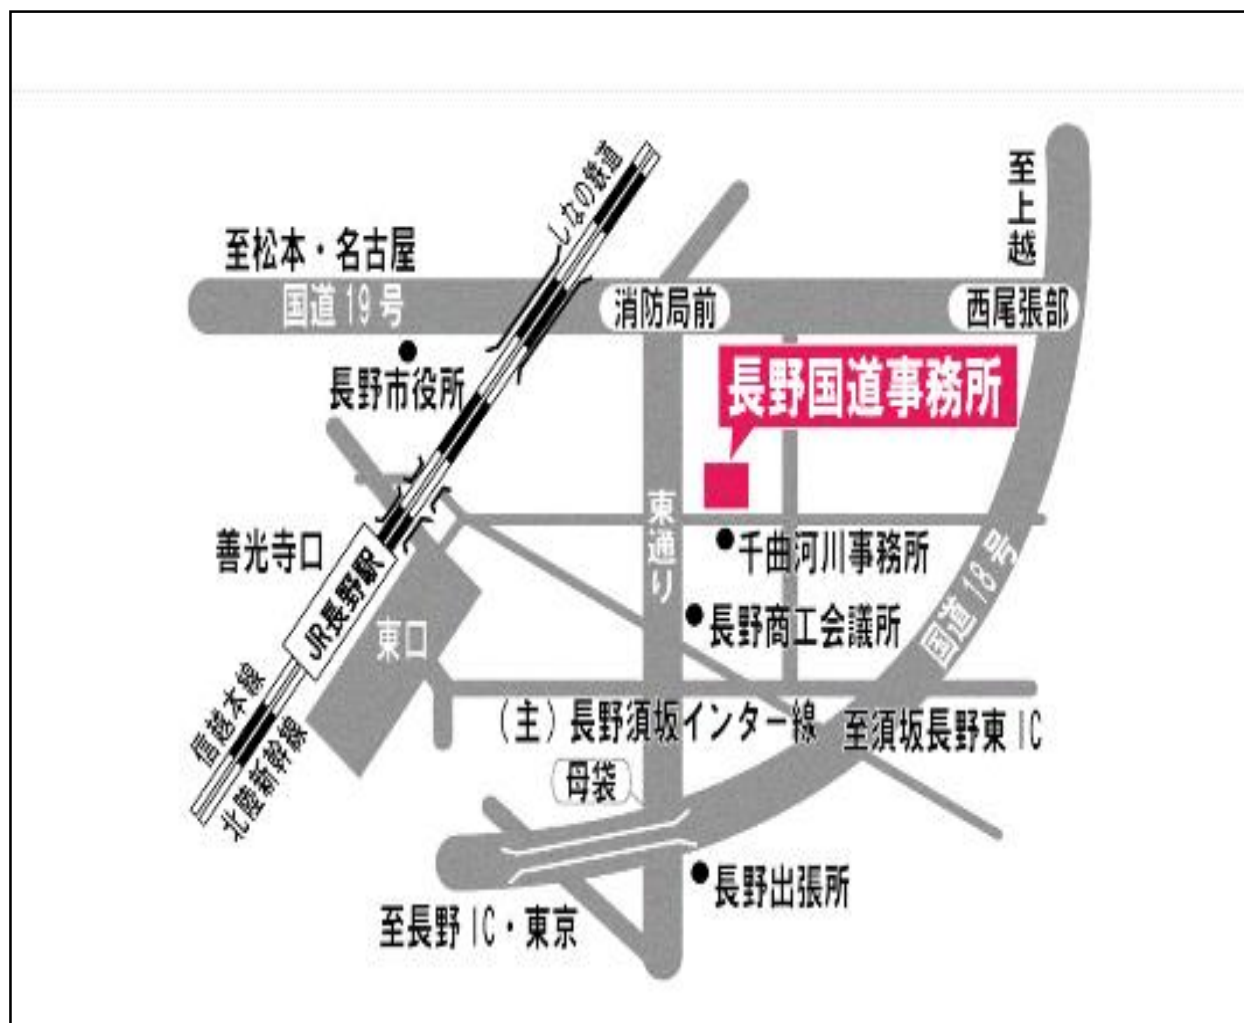 しなの鉄道
至上越
至松本・名古屋
国道19号
消防局前
西尾張部
長野市役所
長野国道事務所
東通り
千曲河川事務所
善光寺口
JR長野駅
国道18号
長野商工会議所
東口
信越本線
北陸新幹線
(主)長野須坂インター線
至須坂長野東IC
母袋
長野出張所
至長野IC・東京